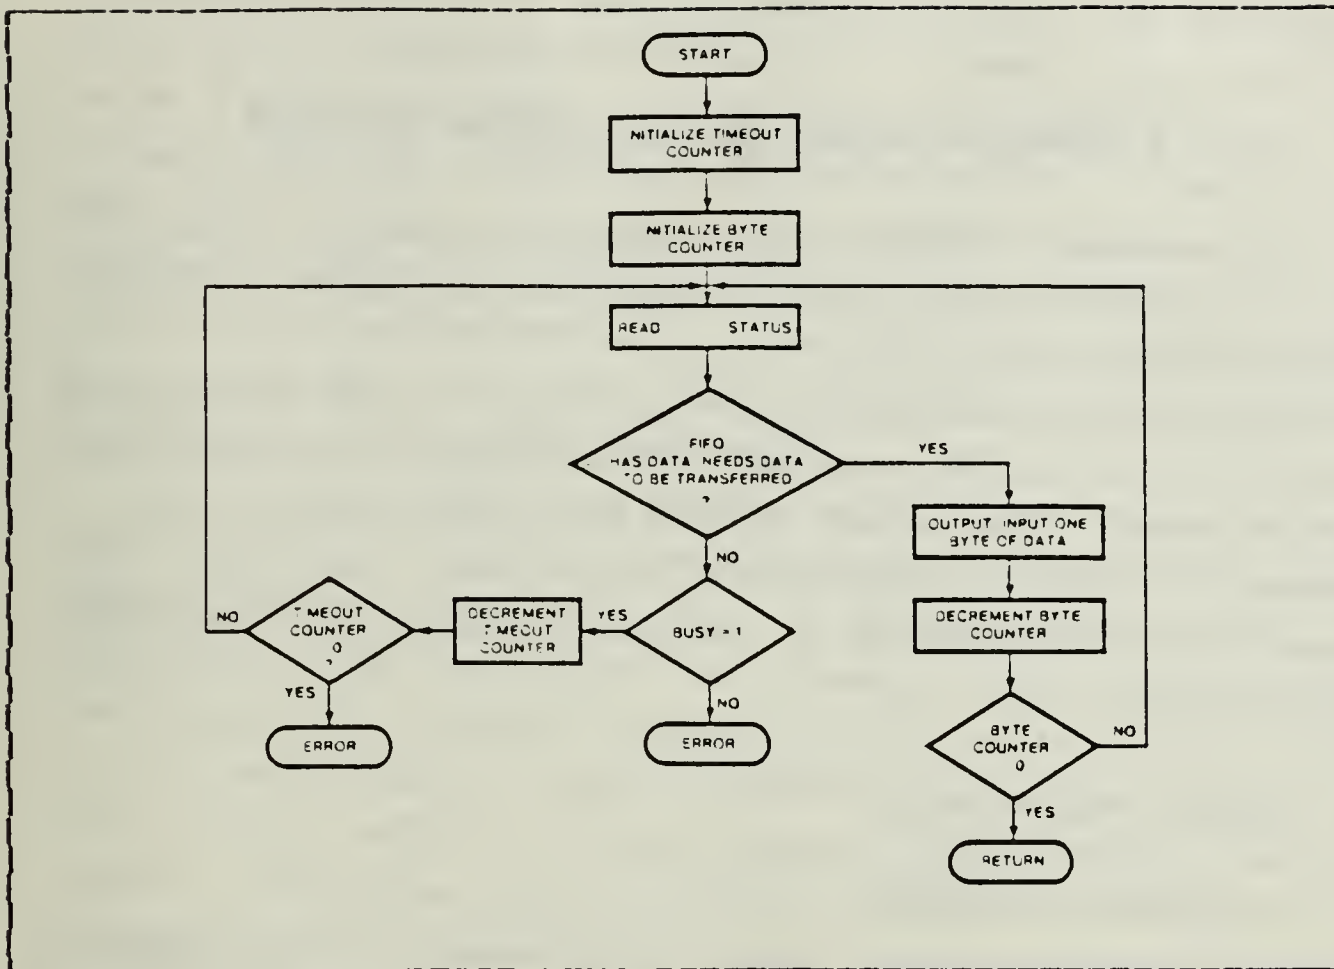 START
NITIALIZE TIMEOUT
COUNTER
NITIALIZE BYTE
COUNTER
READ STATUS
FIFO
HAS DATA NEEDS DATA
TO BE TRANSFERRED
?
YES
OUTPUT INPUT ONE
BYTE OF DATA
NO
DECREMENT BYTE
COUNTER
BUSY = 1
YES
DECREMENT
TIMEOUT
COUNTER
TIMEOUT
COUNTER
0
?
NO
YES
ERROR
NO
ERROR
BYTE
COUNTER
0
NO
YES
RETURN